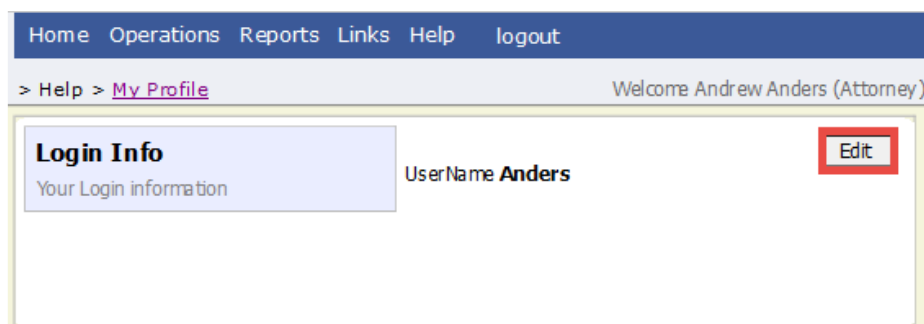 Home Operations Reports Links Help logout
> Help > My Profile Welcome Andrew Anders (Attorney)
Login Info Edit
UserName Anders
Your Login information